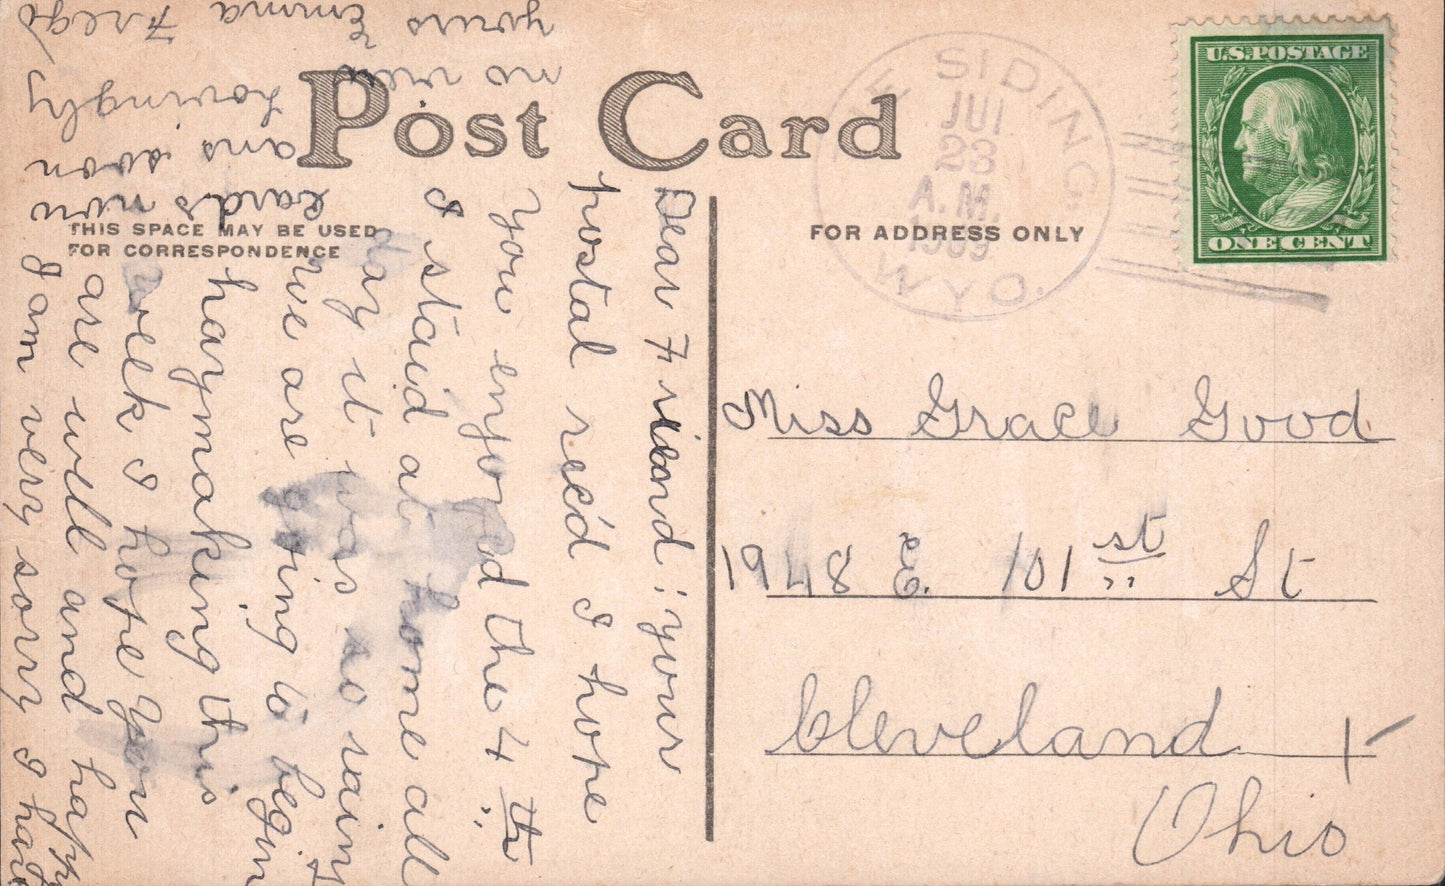 Post Card
THIS SPACE MAY BE USED
FOR CORRESPONDENCE
FOR ADDRESS ONLY
U.S. POSTAGE
ONE CENT
SIDING
A.M.
WYO.
Miss Grace Good
1948 E. 101st St
Cleveland
Ohio
Dear Friend; your
postal rec'd I hope
you enjoyed the 4th
I staid at home all
day it was so rainy
We are going to begin
haymaking this
week I hope you
are well and happy
I am very sorry I had
no view
cards now
ans soon
Lovingly
yours Emma